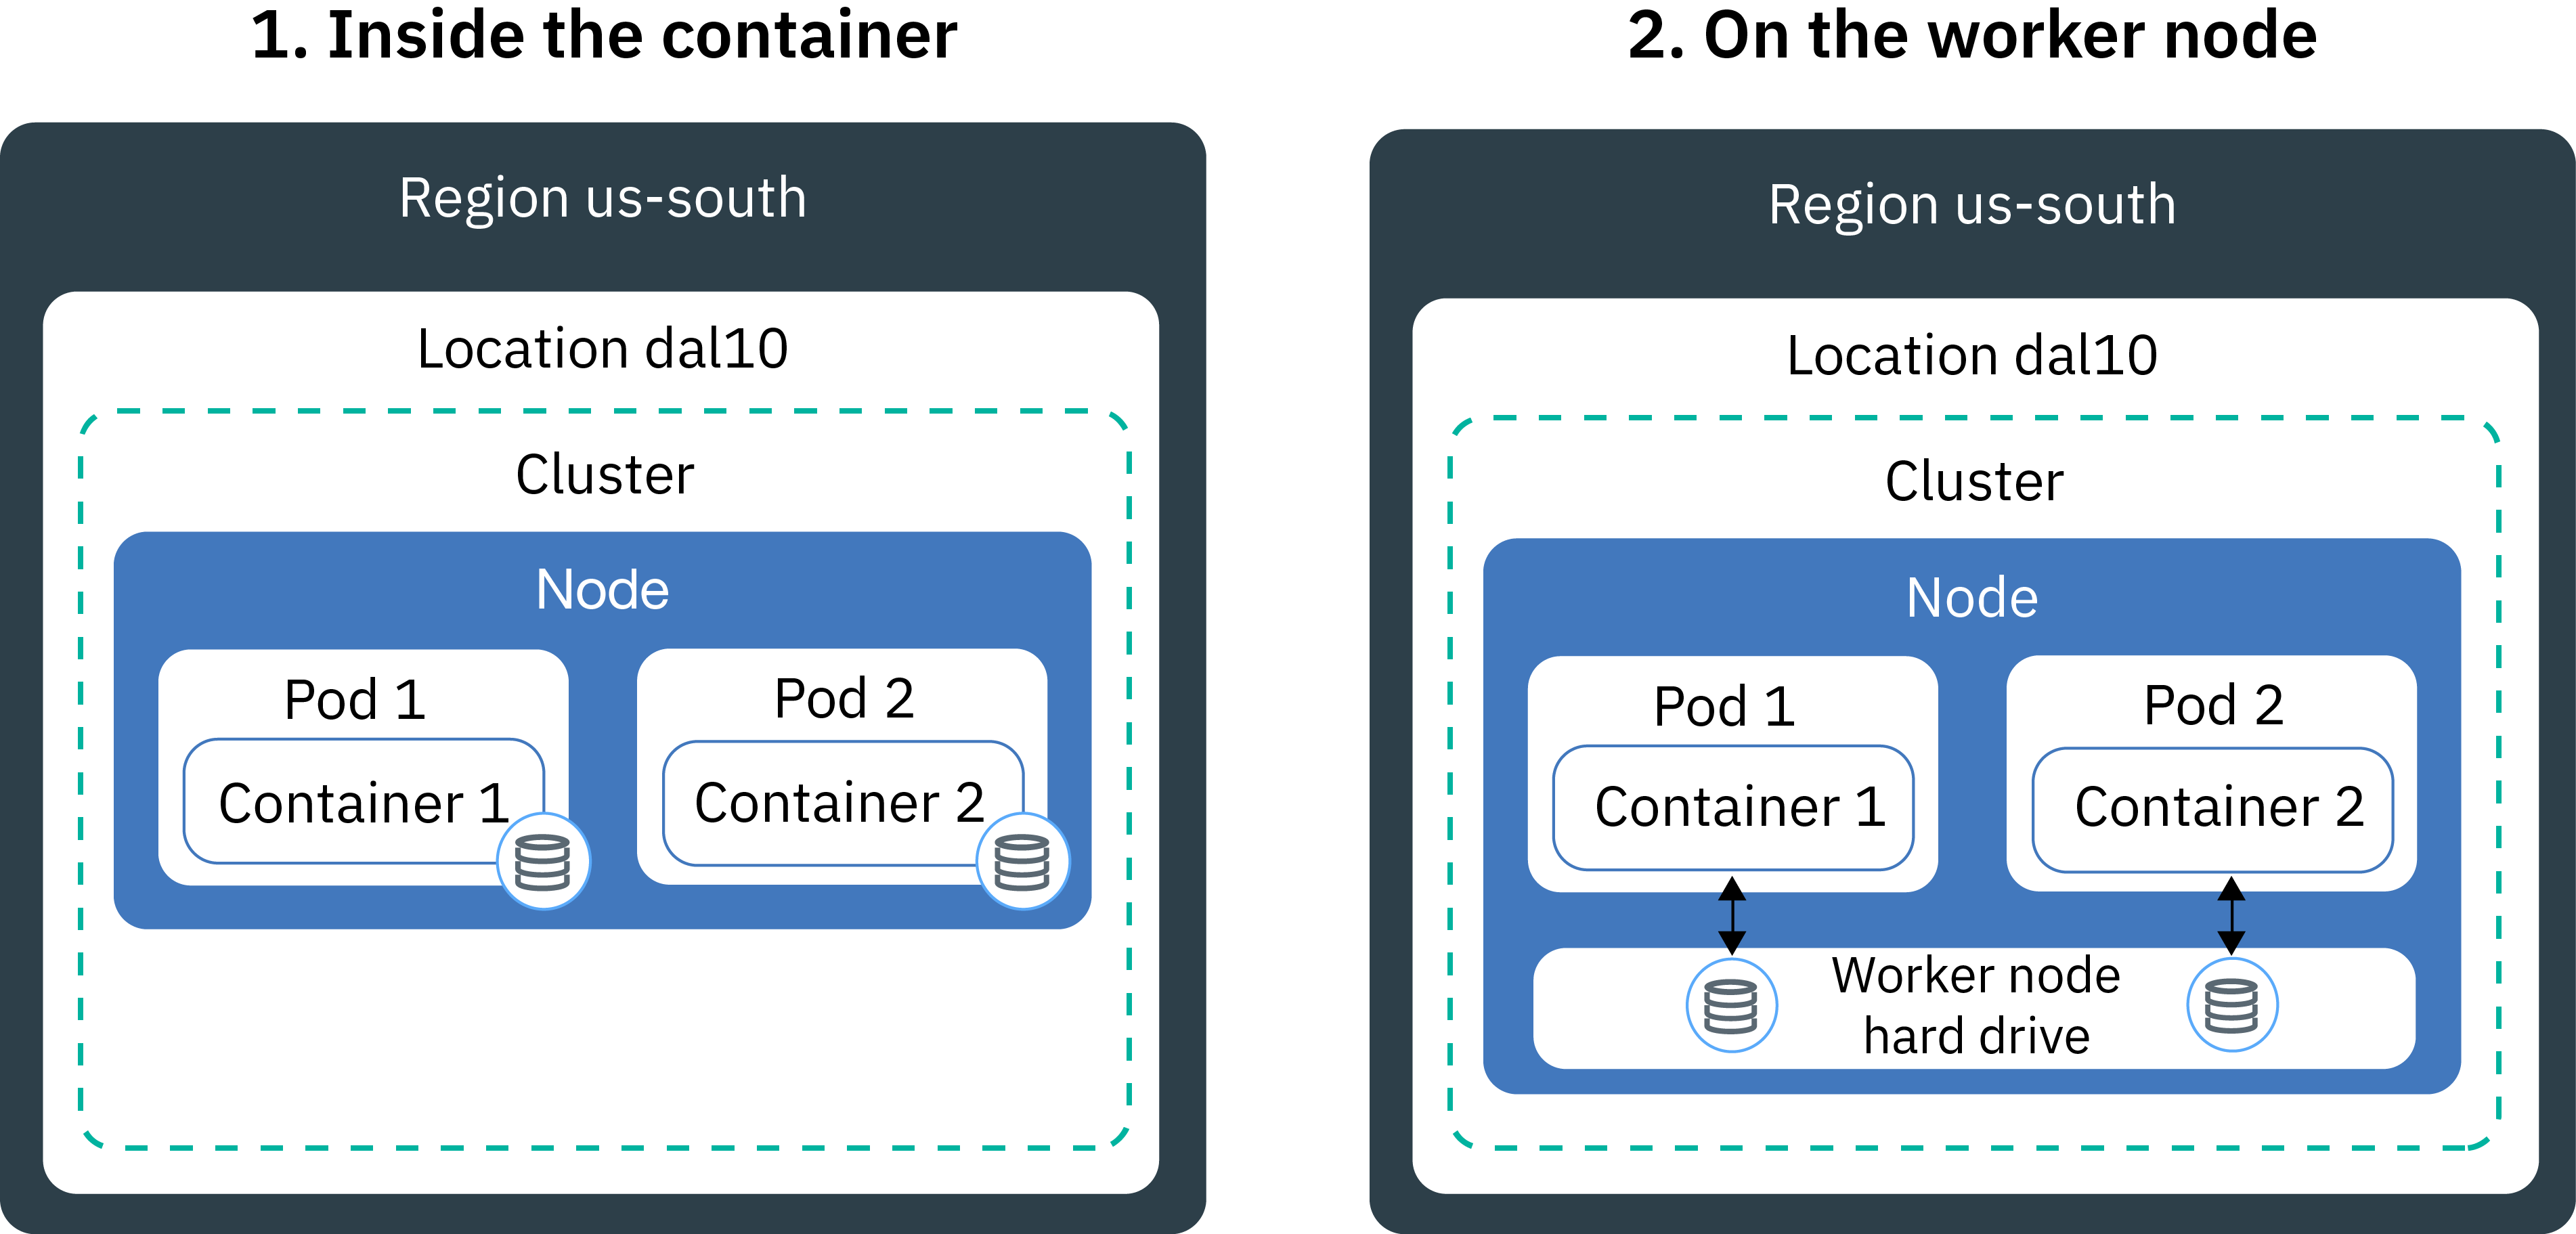 1. Inside the container
Region us-south
Location dal10
Cluster
Node
Pod 1
Container 1
Pod 2
Container 2
2. On the worker node
Region us-south
Location dal10
Cluster
Node
Pod 1
Container 1
Pod 2
Container 2
Worker node
hard drive